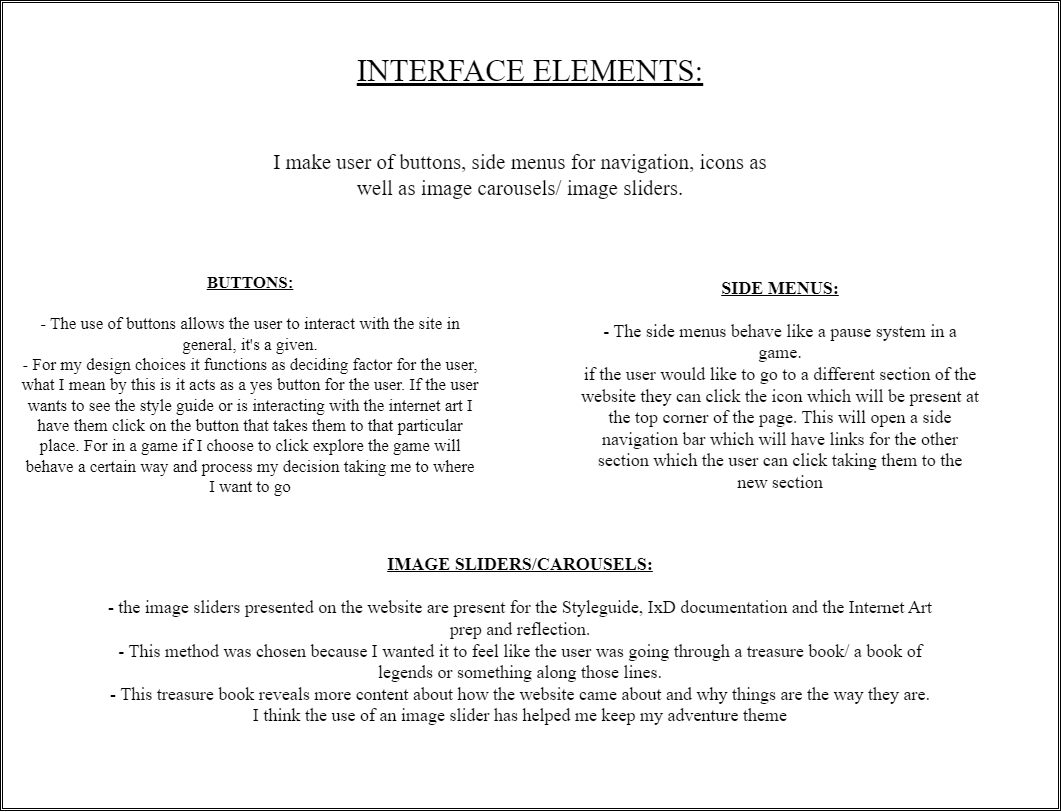 INTERFACE ELEMENTS:
I make user of buttons, side menus for navigation, icons as
well as image carousels/ image sliders.
BUTTONS:
- The use of buttons allows the user to interact with the site in
general, it's a given.
- For my design choices it functions as deciding factor for the user,
what I mean by this is it acts as a yes button for the user. If the user
wants to see the style guide or is interacting with the internet art I
have them click on the button that takes them to that particular
place. For in a game if I choose to click explore the game will
behave a certain way and process my decision taking me to where
I want to go
SIDE MENUS:
- The side menus behave like a pause system in a
game.
if the user would like to go to a different section of the
website they can click the icon which will be present at
the top corner of the page. This will open a side
navigation bar which will have links for the other
section which the user can click taking them to the
new section
IMAGE SLIDERS/CAROUSELS:
- the image sliders presented on the website are present for the Styleguide, IxD documentation and the Internet Art
prep and reflection.
- This method was chosen because I wanted it to feel like the user was going through a treasure book/ a book of
legends or something along those lines.
- This treasure book reveals more content about how the website came about and why things are the way they are.
I think the use of an image slider has helped me keep my adventure theme